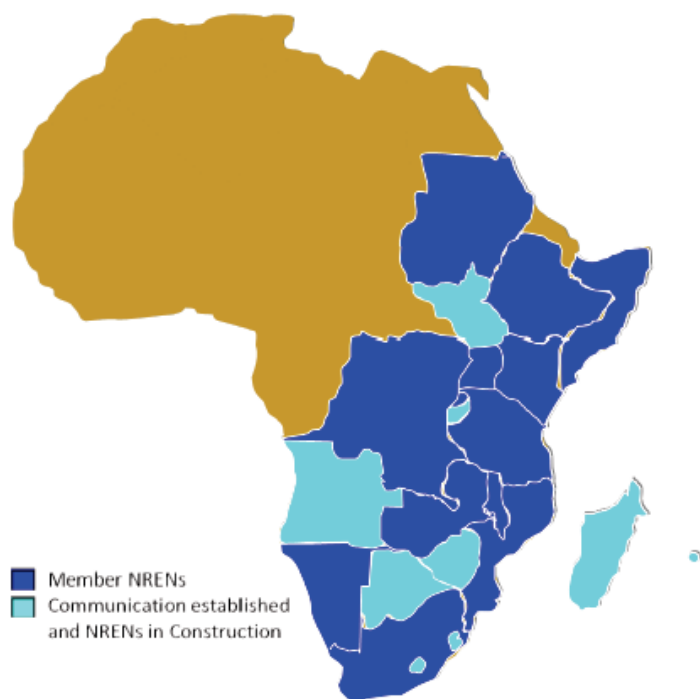 Member NRENs
Communication established
and NRENs in Construction